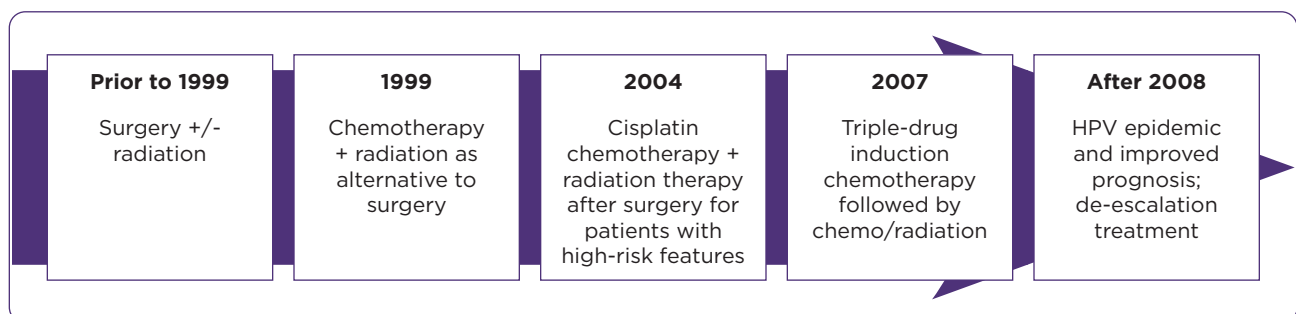 Prior to 1999
Surgery +/-
radiation
1999
Chemotherapy
+ radiation as
alternative to
surgery
2004
Cisplatin
chemotherapy +
radiation therapy
after surgery for
patients with
high-risk features
2007
Triple-drug
induction
chemotherapy
followed by
chemo/radiation
After 2008
HPV epidemic
and improved
prognosis;
de-escalation
treatment